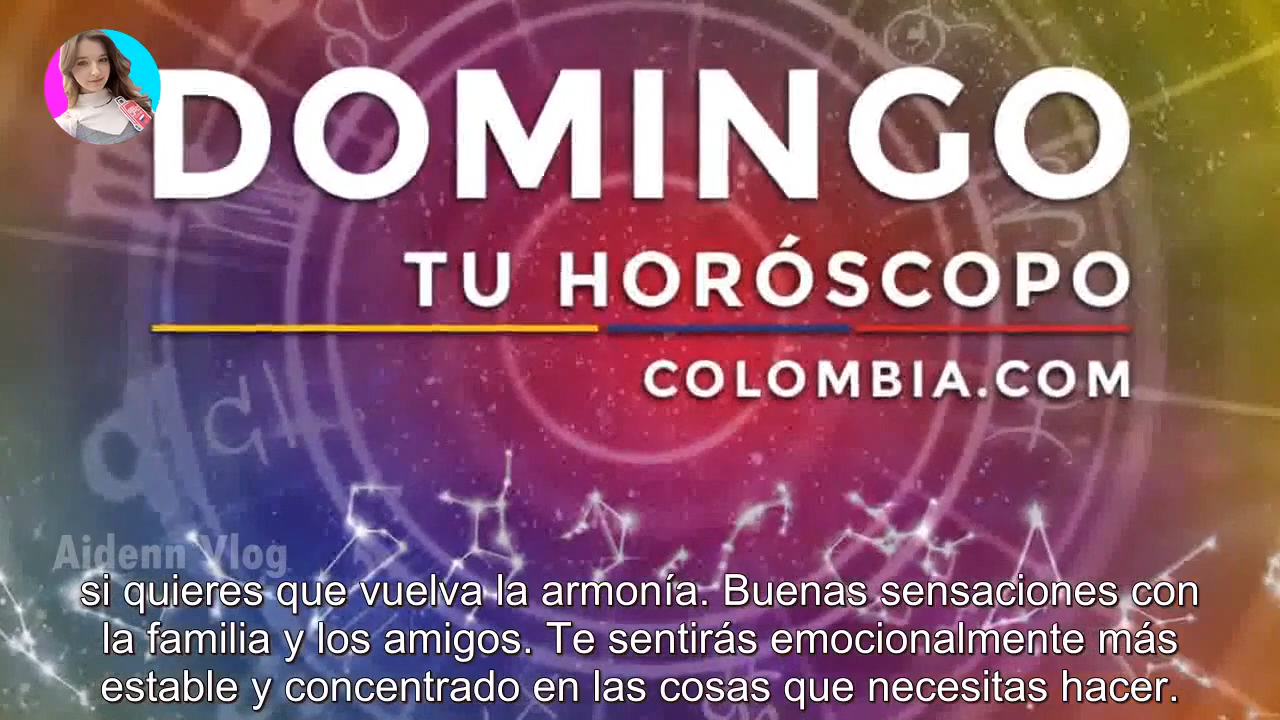 DOMINGO
TU HORÓSCOPO
COLOMBIA.COM
Aidenn Vlog
si quieres que vuelva la armonía. Buenas sensaciones con
la familia y los amigos. Te sentirás emocionalmente más
estable y concentrado en las cosas que necesitas hacer.